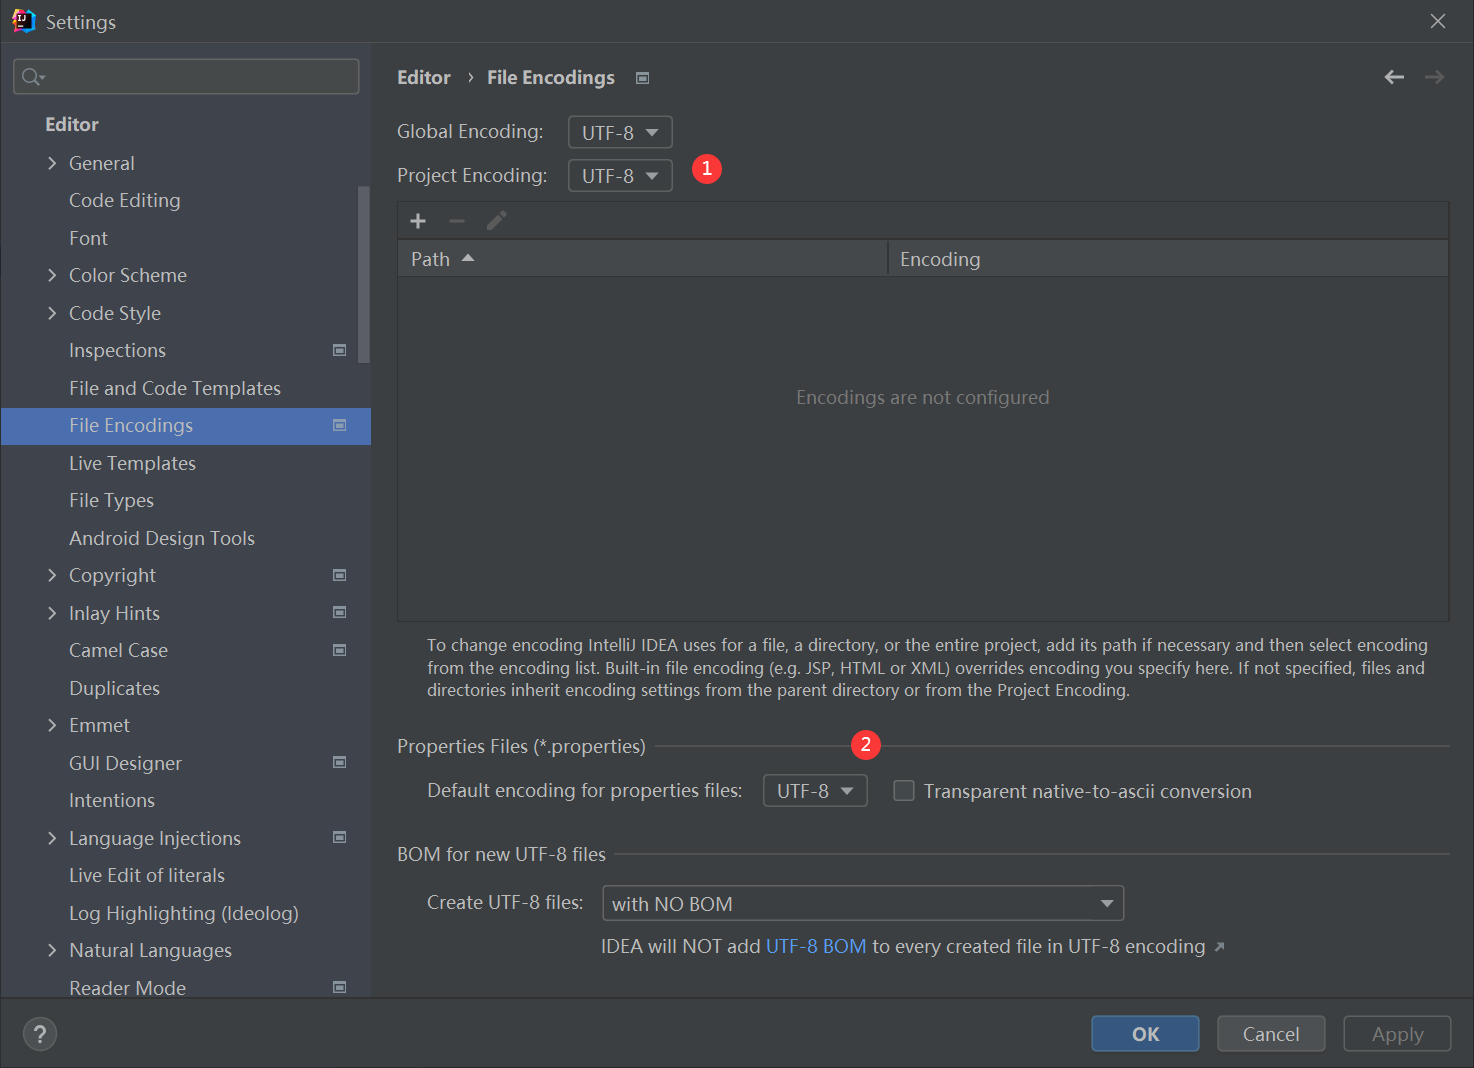 Settings
Editor
General
Code Editing
Font
Color Scheme
Code Style
Inspections
File and Code Templates
File Encodings
Live Templates
File Types
Android Design Tools
Copyright
Inlay Hints
Camel Case
Duplicates
Emmet
GUI Designer
Intentions
Language Injections
Live Edit of literals
Log Highlighting (Ideolog)
Natural Languages
Reader Mode
Editor › File Encodings
Global Encoding: UTF-8
Project Encoding: UTF-8 1
Path Encoding
Encodings are not configured
To change encoding IntelliJ IDEA uses for a file, a directory, or the entire project, add its path if necessary and then select encoding
from the encoding list. Built-in file encoding (e.g. JSP, HTML or XML) overrides encoding you specify here. If not specified, files and
directories inherit encoding settings from the parent directory or from the Project Encoding.
Properties Files (*.properties) 2
Default encoding for properties files: UTF-8 Transparent native-to-ascii conversion
BOM for new UTF-8 files
Create UTF-8 files: with NO BOM
IDEA will NOT add UTF-8 BOM to every created file in UTF-8 encoding
? OK Cancel Apply